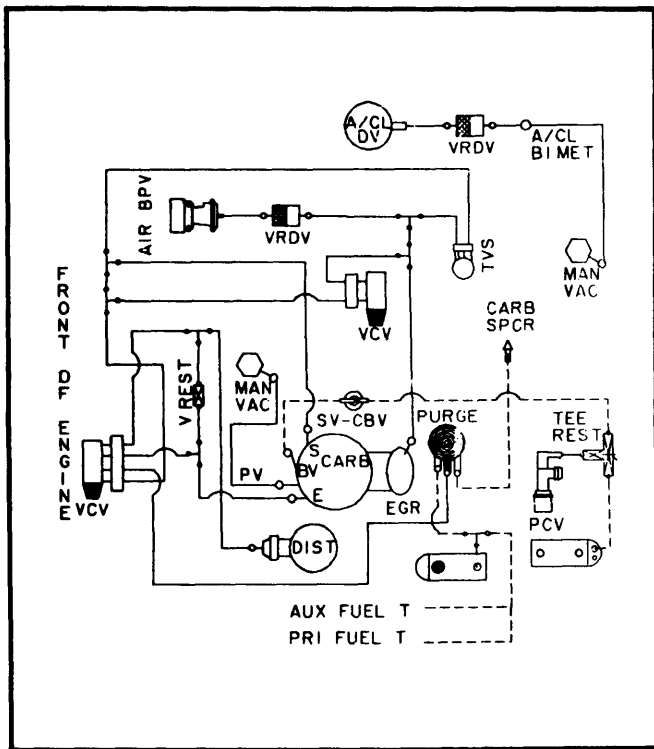 A/CL
DV
VRDV
A/CL
BIMET
AIR BPV
VRDV
TVS
MAN
VAC
FRONT DF ENGINE
VCV
CARB
SPCR
V REST
MAN
VAC
SV-CBV
PURGE
TEE
REST
S
BV
CARB
PV
E
EGR
VCV
PCV
DIST
AUX FUEL T
PRI FUEL T